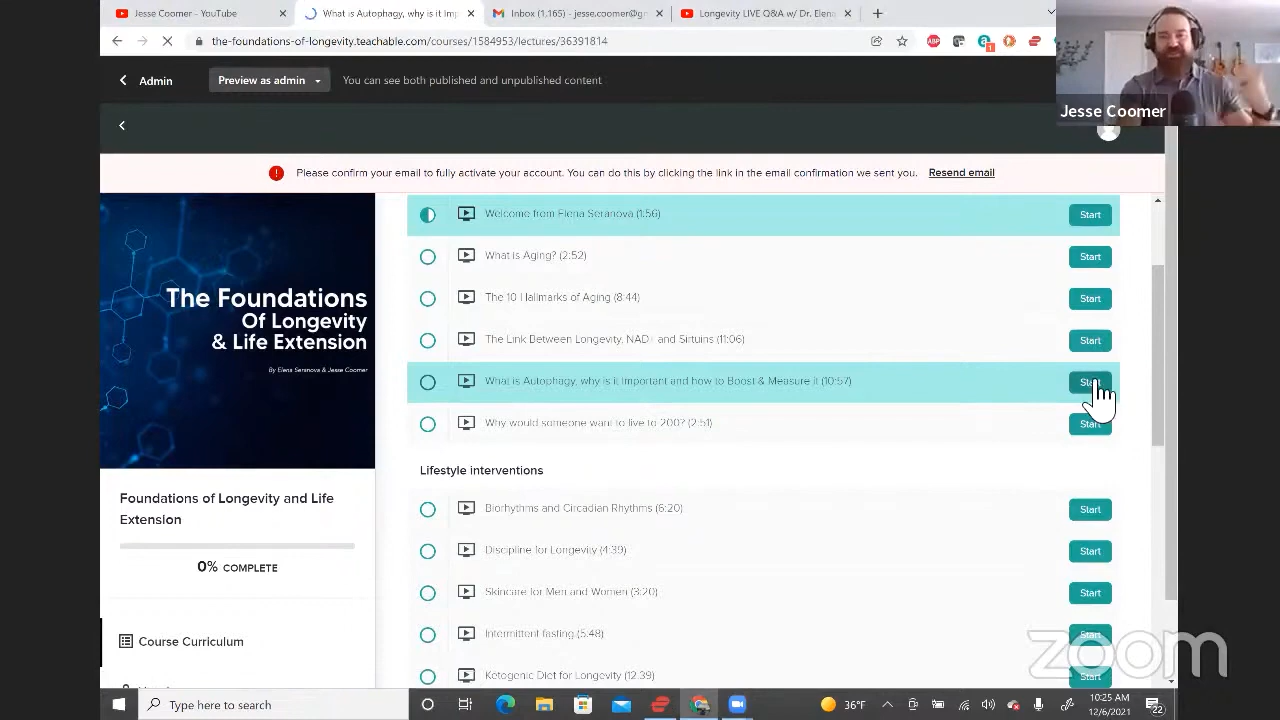 Jesse Coomer - YouTube
What is Autophagy, why is it Imp
Inbox (1) - jesse.coomer@gm
Longevity LIVE Q&A w/ Dr. Elena
the-foundations-of-longevity.teachable.com/courses/1584953/lectures/36391814
ABP
1
Jesse Coomer
Admin
Preview as admin
You can see both published and unpublished content
Please confirm your email to fully activate your account. You can do this by clicking the link in the email confirmation we sent you.
Resend email
The Foundations
Of Longevity
& Life Extension
By Elena Seranova & Jesse Coomer
Foundations of Longevity and Life
Extension
0% COMPLETE
Course Curriculum
Welcome from Elena Seranova (1:56)
Start
What is Aging? (2:52)
Start
The 10 Hallmarks of Aging (8:44)
Start
The Link Between Longevity, NAD+ and Sirtuins (11:06)
Start
What is Autophagy, why is it Important and how to Boost & Measure It (10:57)
Start
Why would someone want to live to 200? (2:51)
Start
Lifestyle interventions
Biorhythms and Circadian Rhythms (6:20)
Start
Discipline for Longevity (4:39)
Start
Skincare for Men and Women (3:20)
Start
Intermittent fasting (5:48)
Start
Ketogenic Diet for Longevity (12:39)
Start
zoom
Type here to search
36°F
10:25 AM
12/6/2021
22